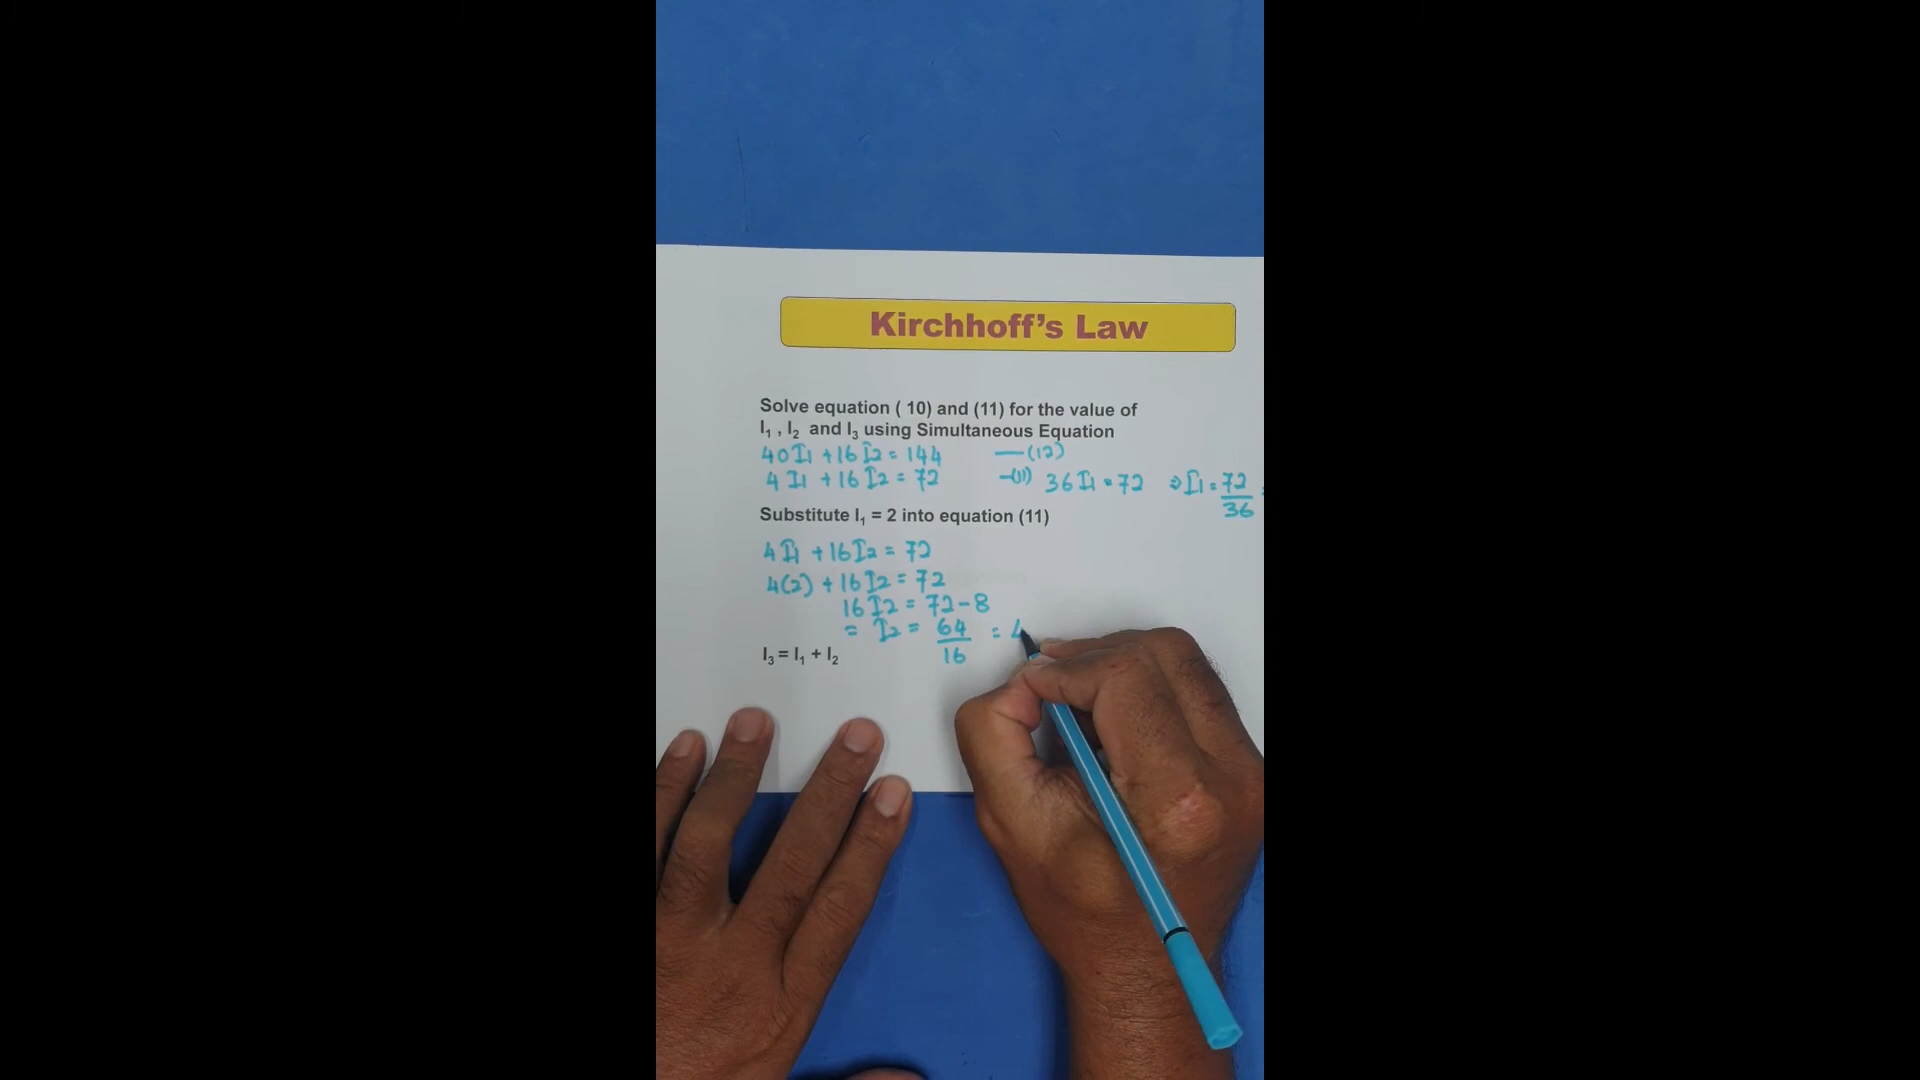 Kirchhoff's Law
Solve equation ( 10) and (11) for the value of
I₁ , I₂ and I₃ using Simultaneous Equation
40I₁ + 16I₂ = 144 —(12)
4I₁ + 16I₂ = 72 —(11) 36I₁ = 72 ⇒ I₁ = 72/36
Substitute I₁ = 2 into equation (11)
4I₁ + 16I₂ = 72
4(2) + 16I₂ = 72
16I₂ = 72 - 8
= I₂ = 64/16 = 4
I₃ = I₁ + I₂